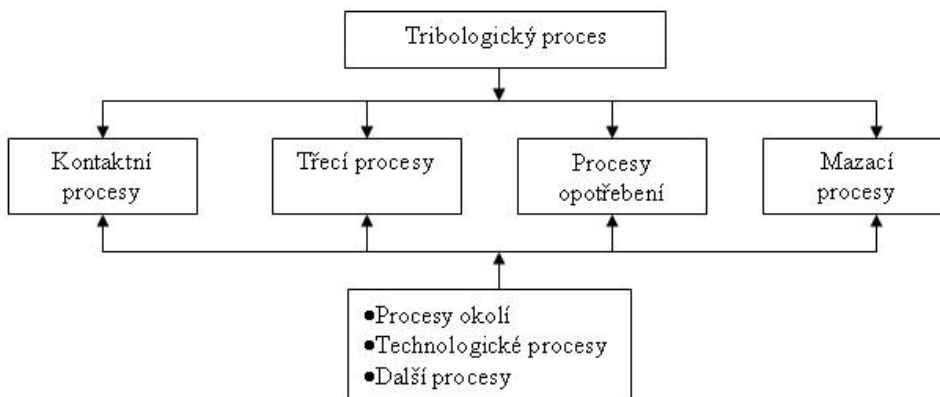 Tribologický proces
Kontaktní
procesy
Třecí procesy
Procesy
opotřebení
Mazací
procesy
●Procesy okolí
●Technologické procesy
●Další procesy